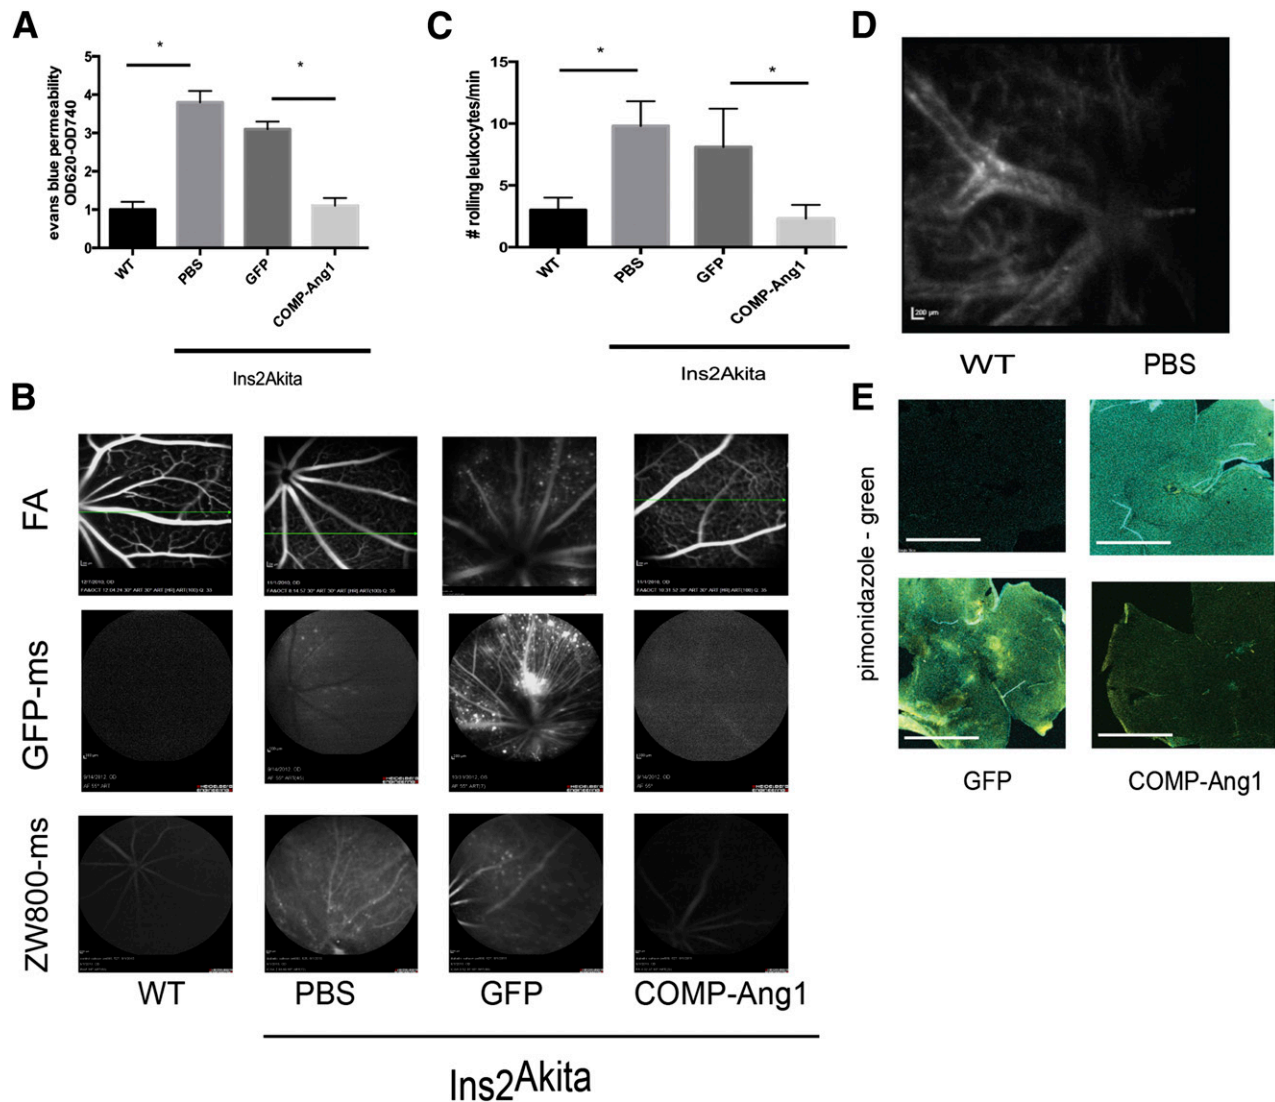 A
evans blue permeability
OD620-OD740
5
4
3
2
1
0
*
*
WT
PBS
GFP
COMP-Ang1
Ins2Akita
C
# rolling leukocytes/min
15
10
5
0
*
*
WT
PBS
GFP
COMP-Ang1
Ins2Akita
D
200 µm
B
FA
GFP-ms
ZW800-ms
WT
PBS
GFP
COMP-Ang1
Ins2Akita
E
WT
PBS
pimonidazole - green
GFP
COMP-Ang1